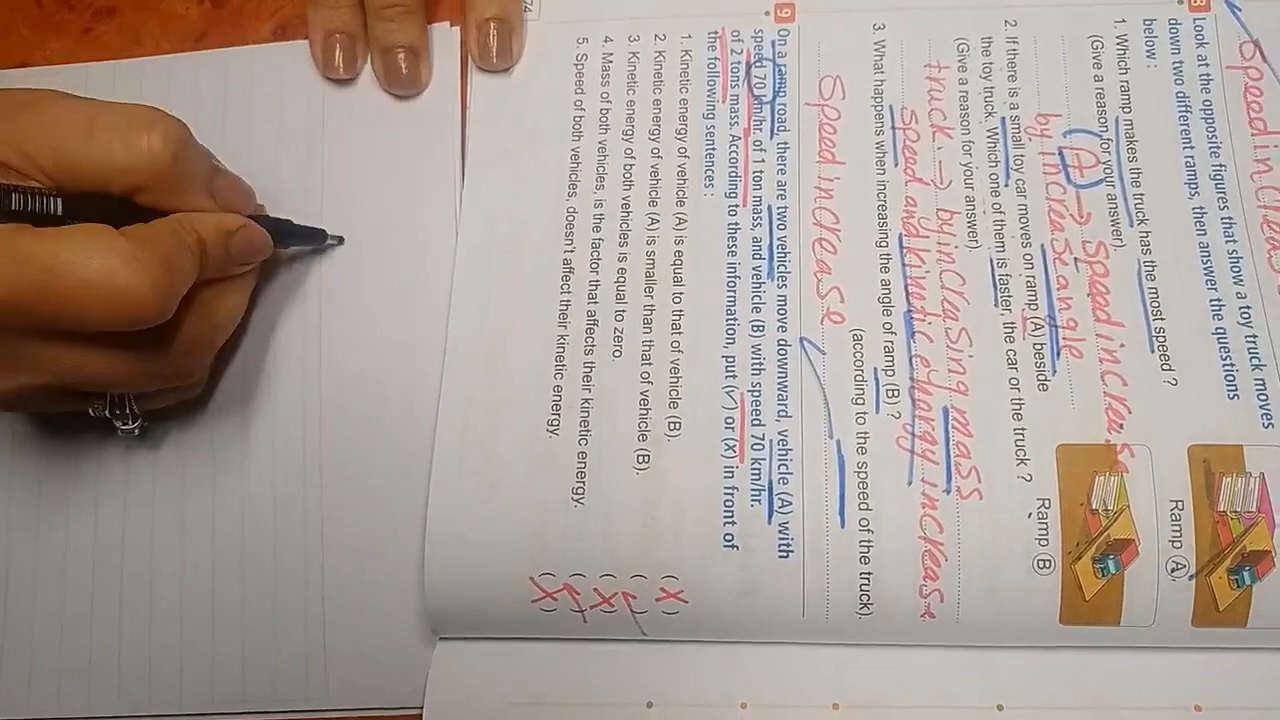 Speed increas
8 Look at the opposite figures that show a toy truck moves
down two different ramps, then answer the questions
below :
1. Which ramp makes the truck has the most speed ?
(Give a reason for your answer).
(A) → Speed increase
by increase angle
Ramp A
2. If there is a small toy car moves on ramp (A) beside
the toy truck. Which one of them is faster, the car or the truck ?
(Give a reason for your answer).
truck → by increasing mass
speed and kinetic energy increase
Ramp B
3. What happens when increasing the angle of ramp (B) ?
(according to the speed of the truck).
Speed increase
9 On a ramp road, there are two vehicles move downward, vehicle (A) with
speed 70 km/hr. of 1 ton mass, and vehicle (B) with speed 70 km/hr.
of 2 tons mass. According to these information, put (✓) or (x) in front of
the following sentences :
1. Kinetic energy of vehicle (A) is equal to that of vehicle (B). (X)
2. Kinetic energy of vehicle (A) is smaller than that of vehicle (B). (✓)
3. Kinetic energy of both vehicles is equal to zero. (X)
4. Mass of both vehicles, is the factor that affects their kinetic energy. (✓)
5. Speed of both vehicles, doesn't affect their kinetic energy. (X)
74